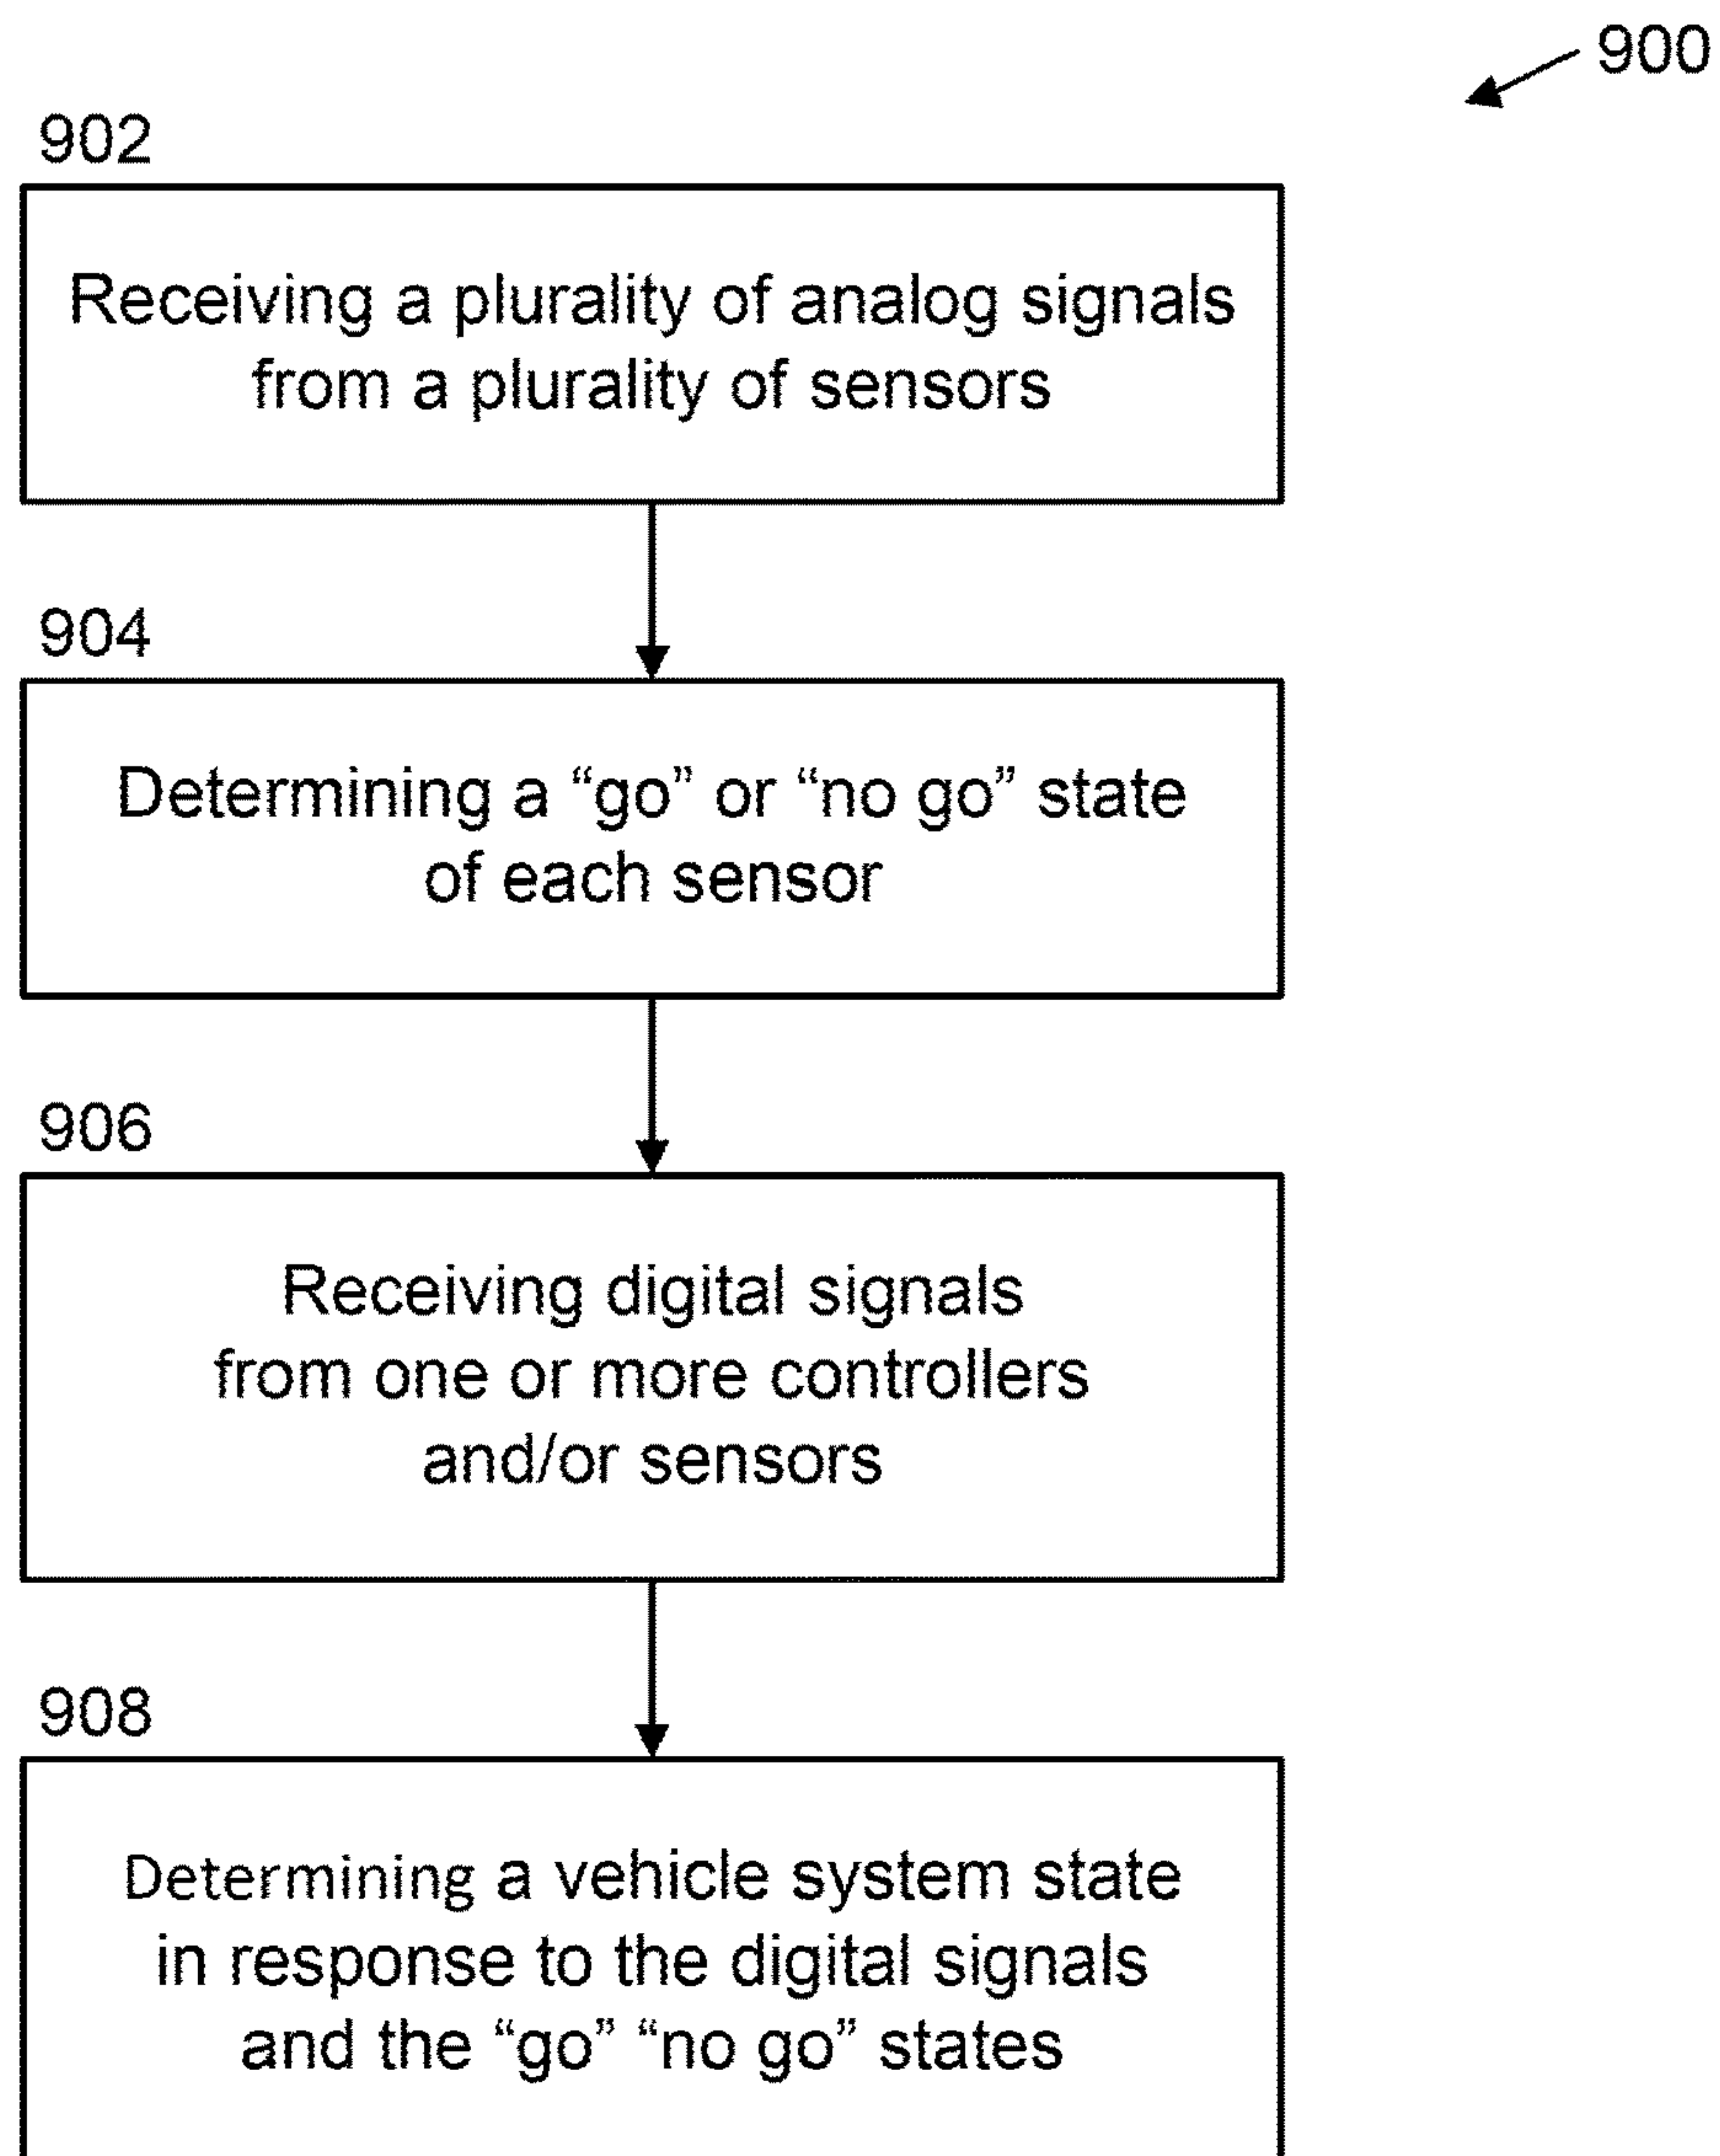 900
902
Receiving a plurality of analog signals
from a plurality of sensors
904
Determining a “go” or “no go” state
of each sensor
906
Receiving digital signals
from one or more controllers
and/or sensors
908
Determining a vehicle system state
in response to the digital signals
and the “go” “no go” states